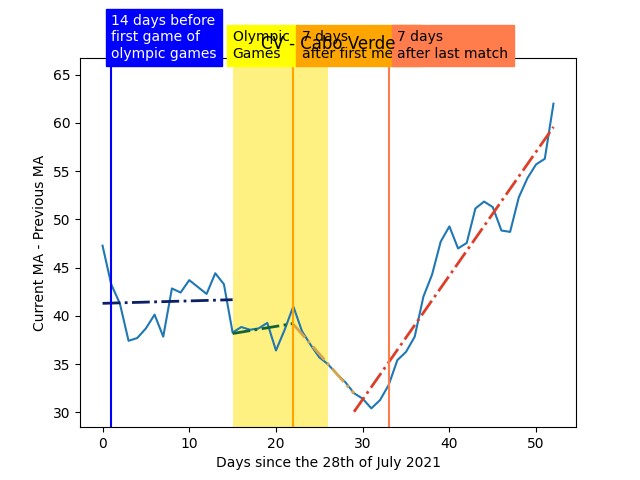 14 days before
first game of
olympic games
Olympic
Games
7 days
after first me
7 days
after last match
CV - Cabo Verde
Current MA - Previous MA
65
60
55
50
45
40
35
30
0
10
20
30
40
50
Days since the 28th of July 2021